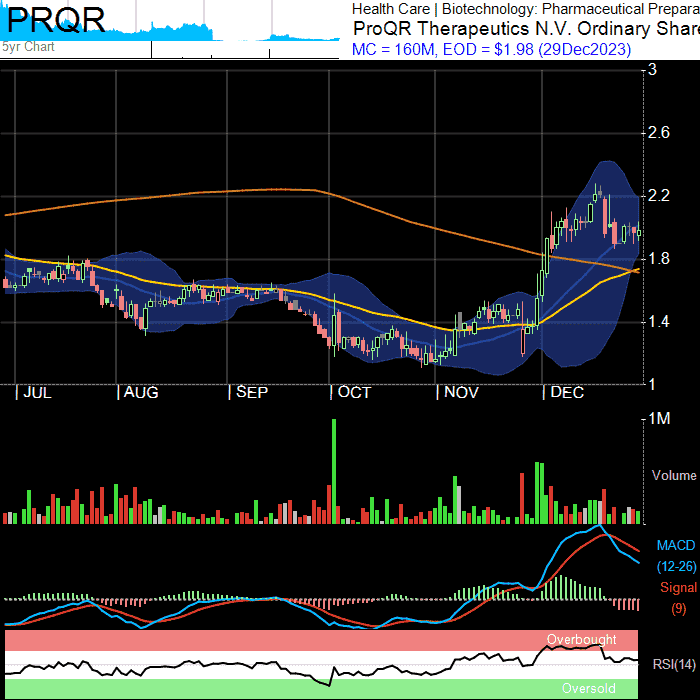 PRQR
5yr Chart
Health Care | Biotechnology: Pharmaceutical Prepara
ProQR Therapeutics N.V. Ordinary Share
MC = 160M, EOD = $1.98 (29Dec2023)
3
2.6
2.2
1.8
1.4
1
| JUL | AUG | SEP | OCT | NOV | DEC
1M
Volume
MACD
(12-26)
Signal
(9)
Overbought
RSI(14)
Oversold